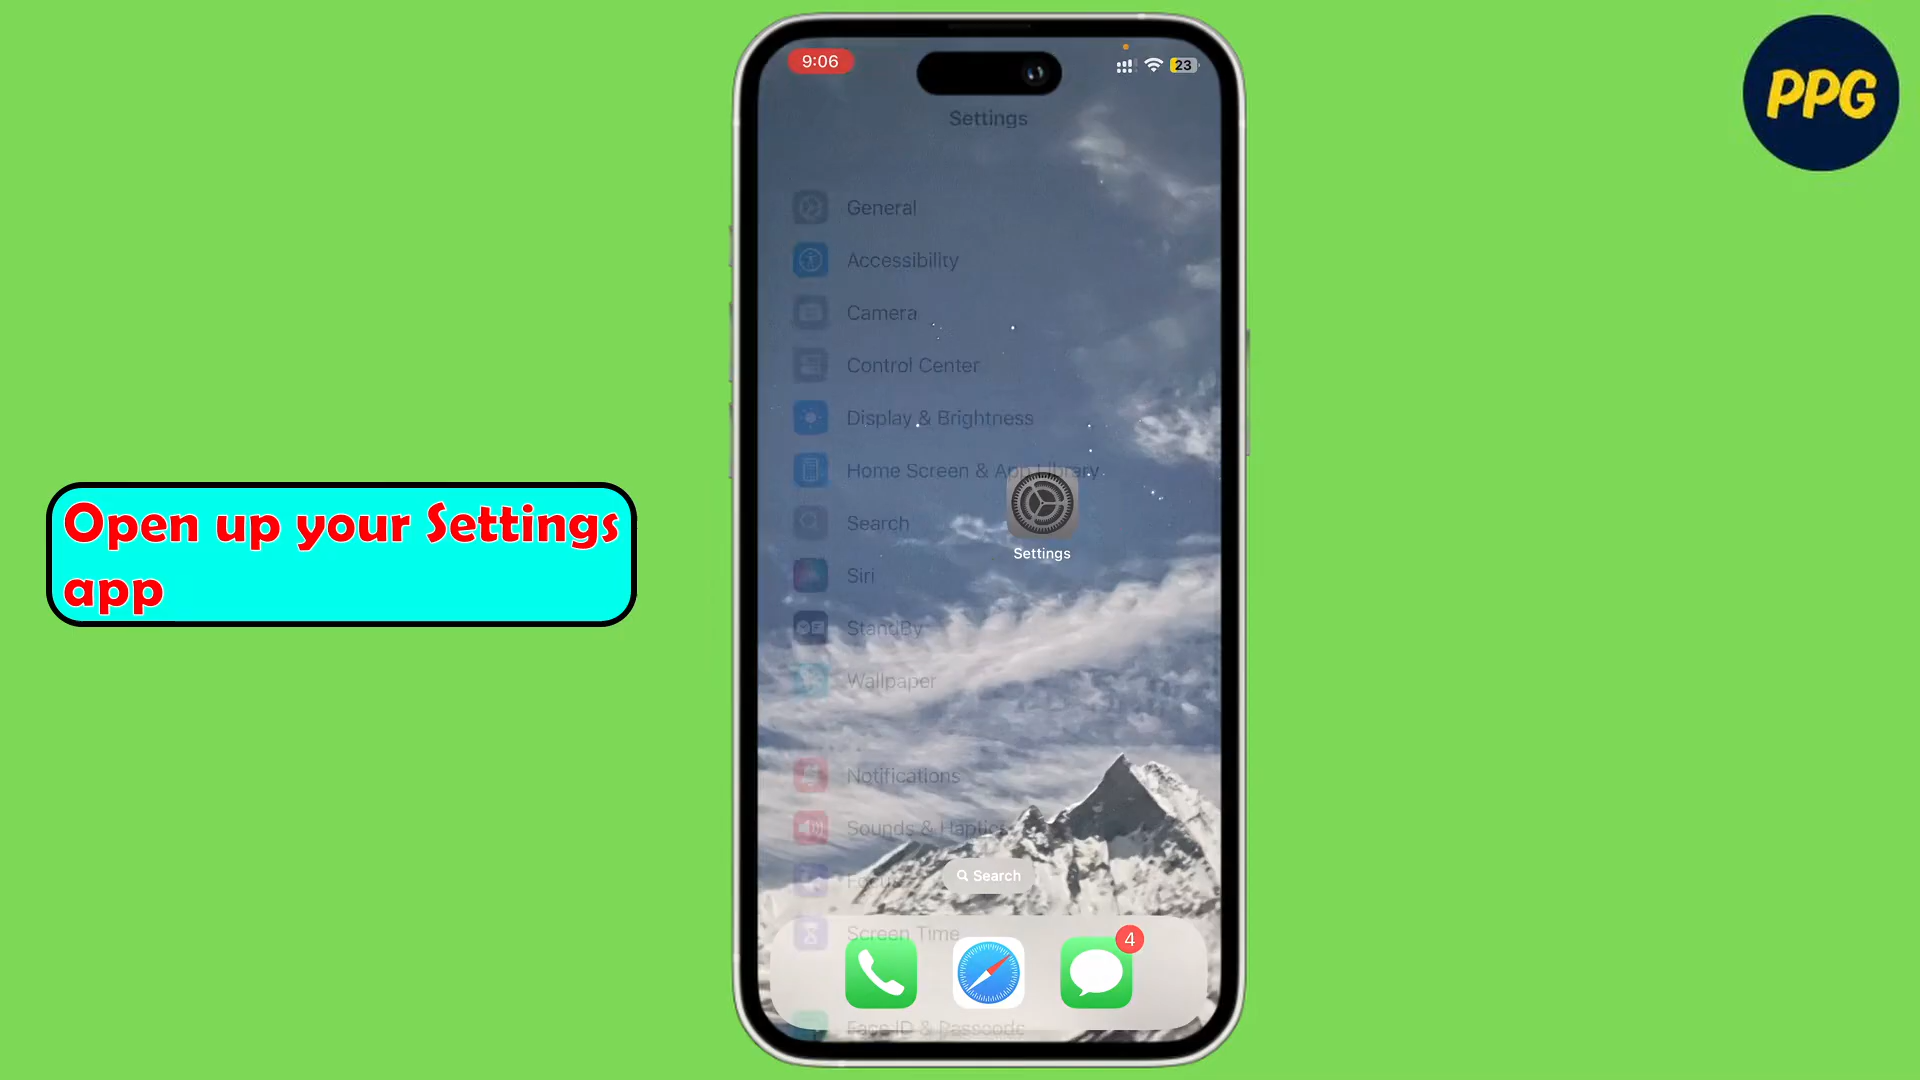 PPG
9:06
23
Settings
General
Accessibility
Camera
Control Center
Display & Brightness
Home Screen & App Library
Search
Settings
Siri
StandBy
Wallpaper
Notifications
Sounds & Haptics
Focus
Search
Screen Time
4
Face ID & Passcode
Open up your Settings
app